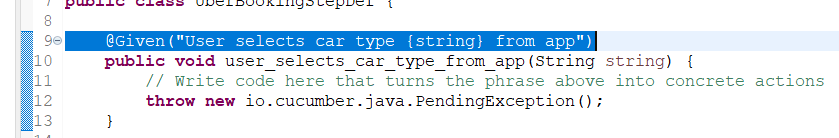 7 public class UberBookingStepDef {
8
9 @Given("User selects car type {string} from app")
10 public void user_selects_car_type_from_app(String string) {
11 // Write code here that turns the phrase above into concrete actions
12 throw new io.cucumber.java.PendingException();
13 }